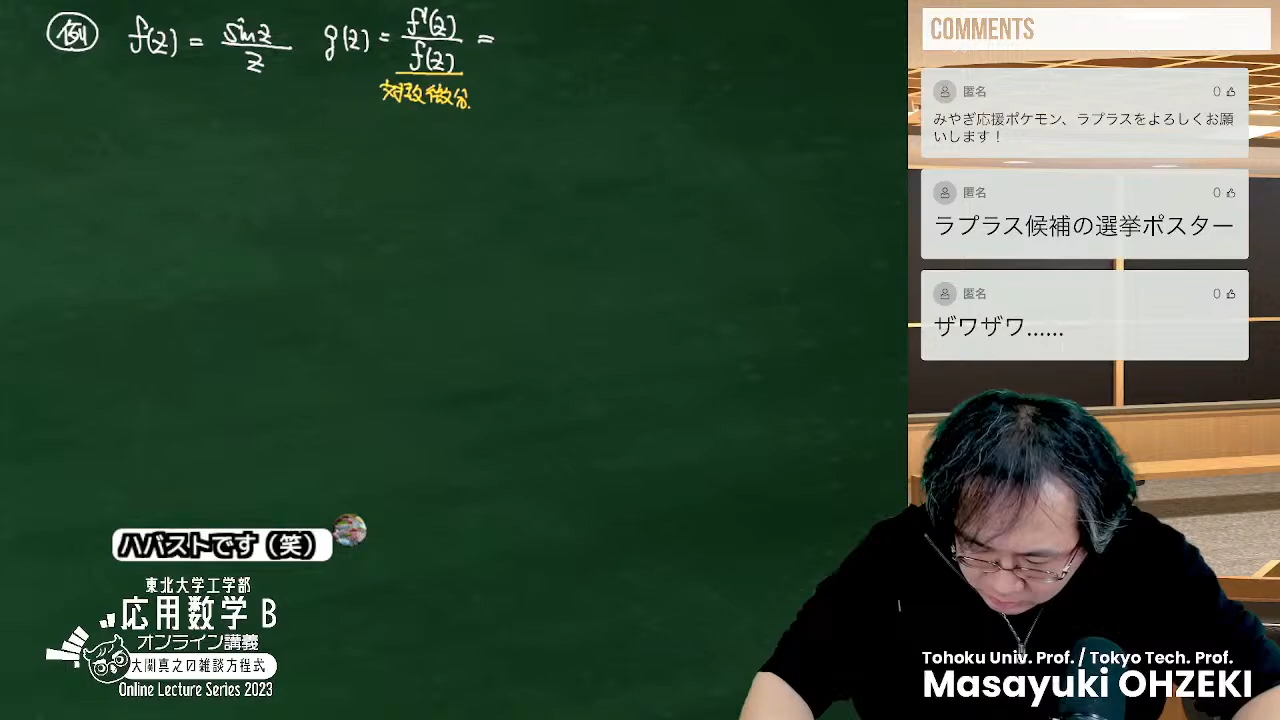 例 f(z) = sin z / z g(z) = f'(z) / f(z) =
対数微分
COMMENTS
匿名 0
みやぎ応援ポケモン、ラプラスをよろしくお願
いします！
匿名 0
ラプラス候補の選挙ポスター
匿名 0
ザワザワ……
ハバストです（笑）
東北大学工学部
応用数学 B
オンライン講義
大関真之の雑談方程式
Online Lecture Series 2023
Tohoku Univ. Prof. / Tokyo Tech. Prof.
Masayuki OHZEKI